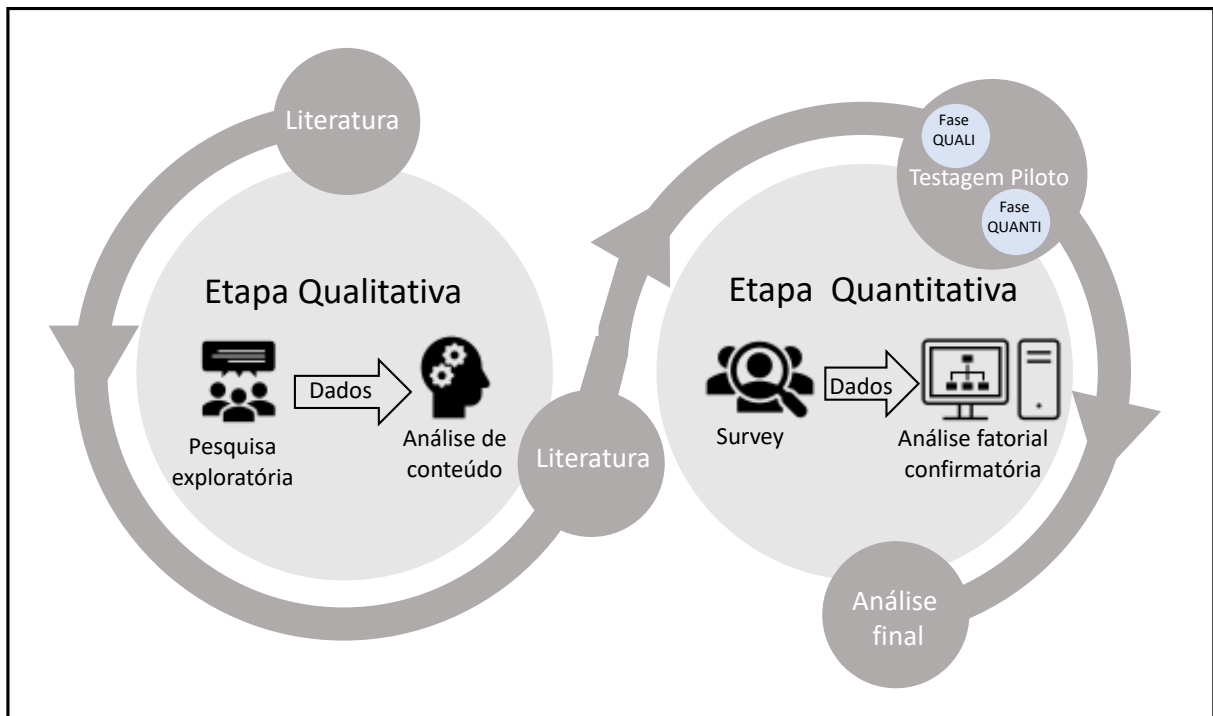 Literatura
Etapa Qualitativa
Dados
Pesquisa
exploratória
Análise de
conteúdo
Literatura
Fase
QUALI
Testagem Piloto
Fase
QUANTI
Etapa Quantitativa
Survey
Dados
Análise fatorial
confirmatória
Análise
final